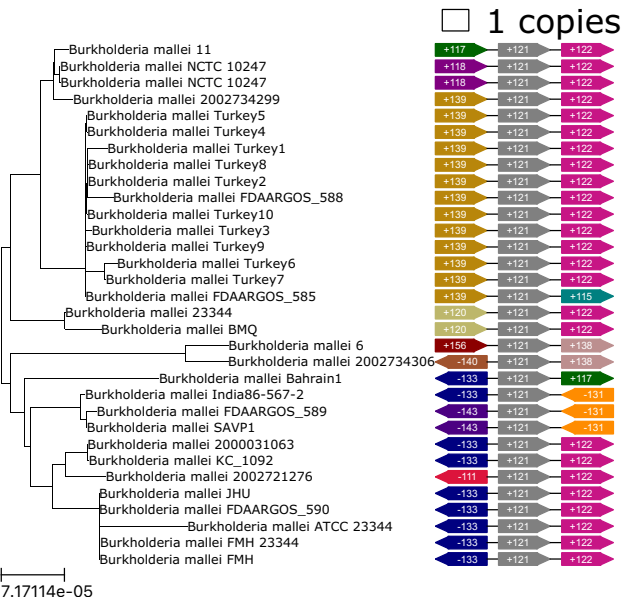 1 copies
Burkholderia mallei 11 +117 +121 +122
Burkholderia mallei NCTC 10247 +118 +121 +122
Burkholderia mallei NCTC 10247 +118 +121 +122
Burkholderia mallei 2002734299 +139 +121 +122
Burkholderia mallei Turkey5 +139 +121 +122
Burkholderia mallei Turkey4 +139 +121 +122
Burkholderia mallei Turkey1 +139 +121 +122
Burkholderia mallei Turkey8 +139 +121 +122
Burkholderia mallei Turkey2 +139 +121 +122
Burkholderia mallei FDAARGOS_588 +139 +121 +122
Burkholderia mallei Turkey10 +139 +121 +122
Burkholderia mallei Turkey3 +139 +121 +122
Burkholderia mallei Turkey9 +139 +121 +122
Burkholderia mallei Turkey6 +139 +121 +122
Burkholderia mallei Turkey7 +139 +121 +122
Burkholderia mallei FDAARGOS_585 +139 +121 +115
Burkholderia mallei 23344 +120 +121 +122
Burkholderia mallei BMQ +120 +121 +122
Burkholderia mallei 6 +156 +121 +138
Burkholderia mallei 2002734306 -140 +121 +138
Burkholderia mallei Bahrain1 -133 +121 +117
Burkholderia mallei India86-567-2 -133 +121 -131
Burkholderia mallei FDAARGOS_589 -143 +121 -131
Burkholderia mallei SAVP1 -143 +121 -131
Burkholderia mallei 2000031063 -133 +121 +122
Burkholderia mallei KC_1092 -133 +121 +122
Burkholderia mallei 2002721276 -111 +121 +122
Burkholderia mallei JHU -133 +121 +122
Burkholderia mallei FDAARGOS_590 -133 +121 +122
Burkholderia mallei ATCC 23344 -133 +121 +122
Burkholderia mallei FMH 23344 -133 +121 +122
Burkholderia mallei FMH -133 +121 +122
7.17114e-05